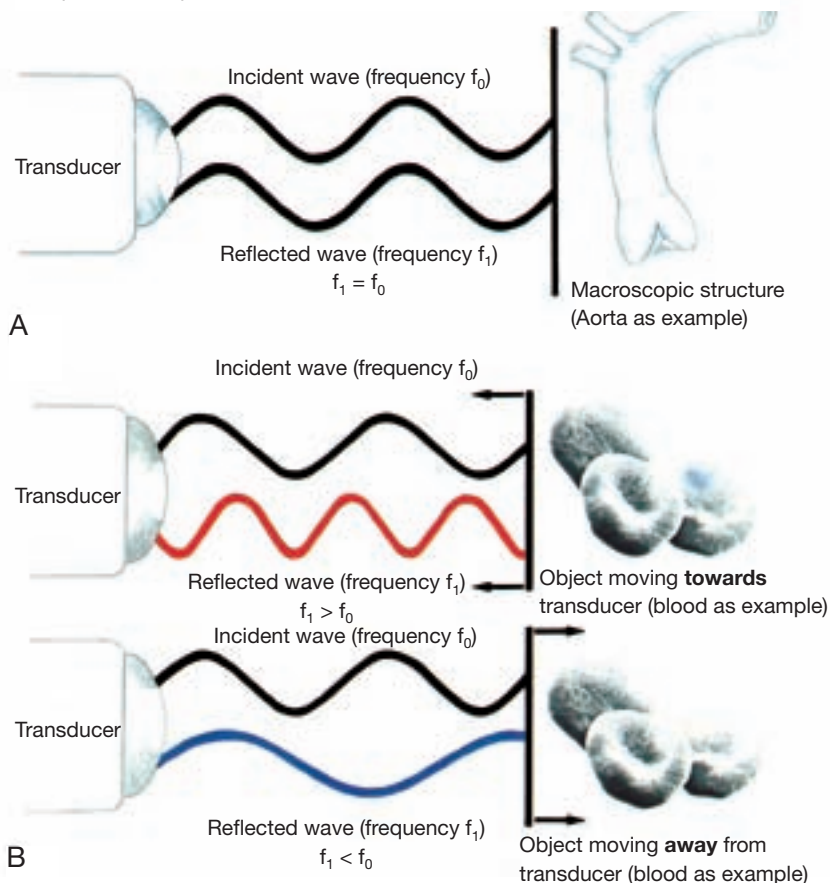 Incident wave (frequency f₀)
Transducer
Reflected wave (frequency f₁)
f₁ = f₀
Macroscopic structure
(Aorta as example)
A
Incident wave (frequency f₀)
Transducer
Reflected wave (frequency f₁)
f₁ > f₀
Object moving towards
transducer (blood as example)
Incident wave (frequency f₀)
Transducer
Reflected wave (frequency f₁)
f₁ < f₀
Object moving away from
transducer (blood as example)
B